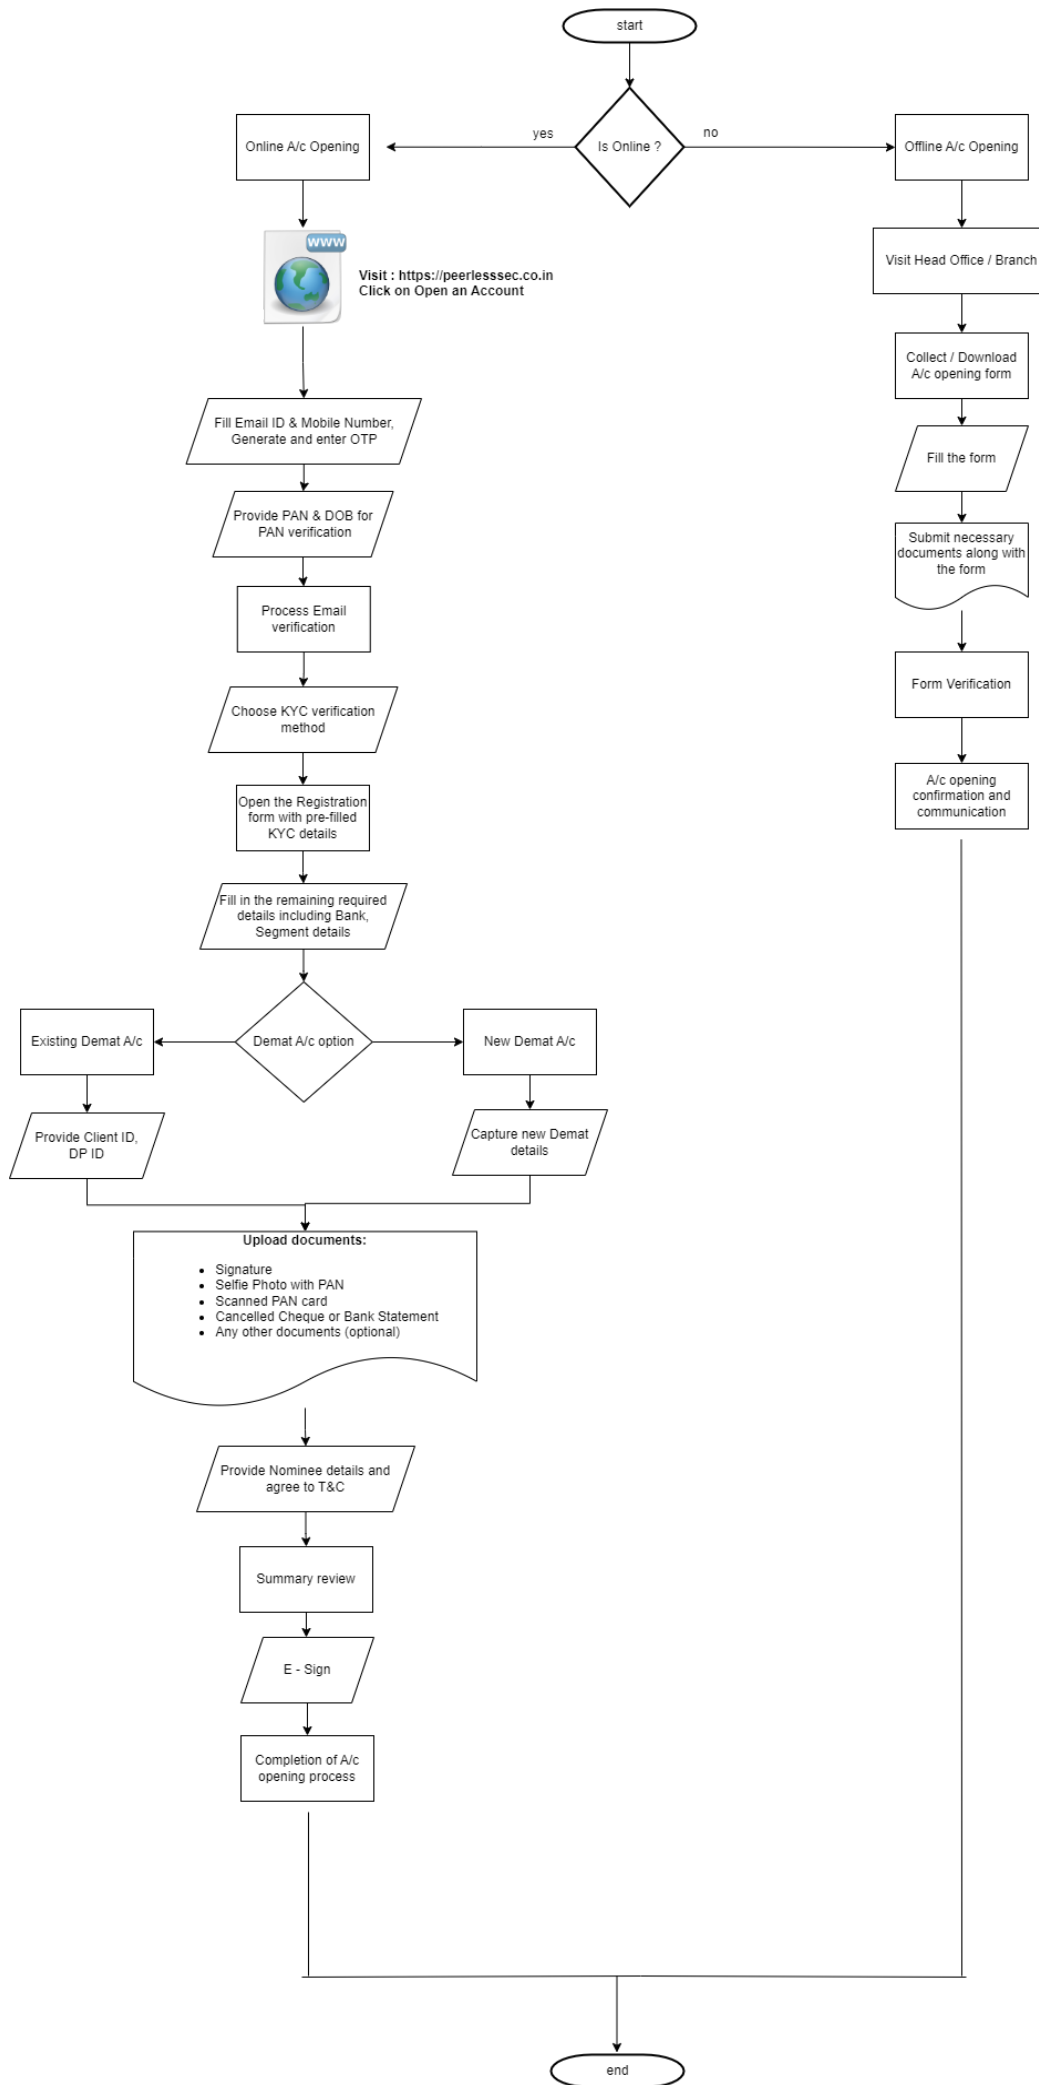 start
Is Online ?
yes
no
Online A/c Opening
Offline A/c Opening
www
Visit : https://peerlesssec.co.in
Click on Open an Account
Visit Head Office / Branch
Collect / Download
A/c opening form
Fill Email ID & Mobile Number,
Generate and enter OTP
Fill the form
Provide PAN & DOB for
PAN verification
Submit necessary
documents along with
the form
Process Email
verification
Form Verification
Choose KYC verification
method
A/c opening
confirmation and
communication
Open the Registration
form with pre-filled
KYC details
Fill in the remaining required
details including Bank,
Segment details
Existing Demat A/c
Demat A/c option
New Demat A/c
Provide Client ID,
DP ID
Capture new Demat
details
Upload documents:
• Signature
• Selfie Photo with PAN
• Scanned PAN card
• Cancelled Cheque or Bank Statement
• Any other documents (optional)
Provide Nominee details and
agree to T&C
Summary review
E - Sign
Completion of A/c
opening process
end